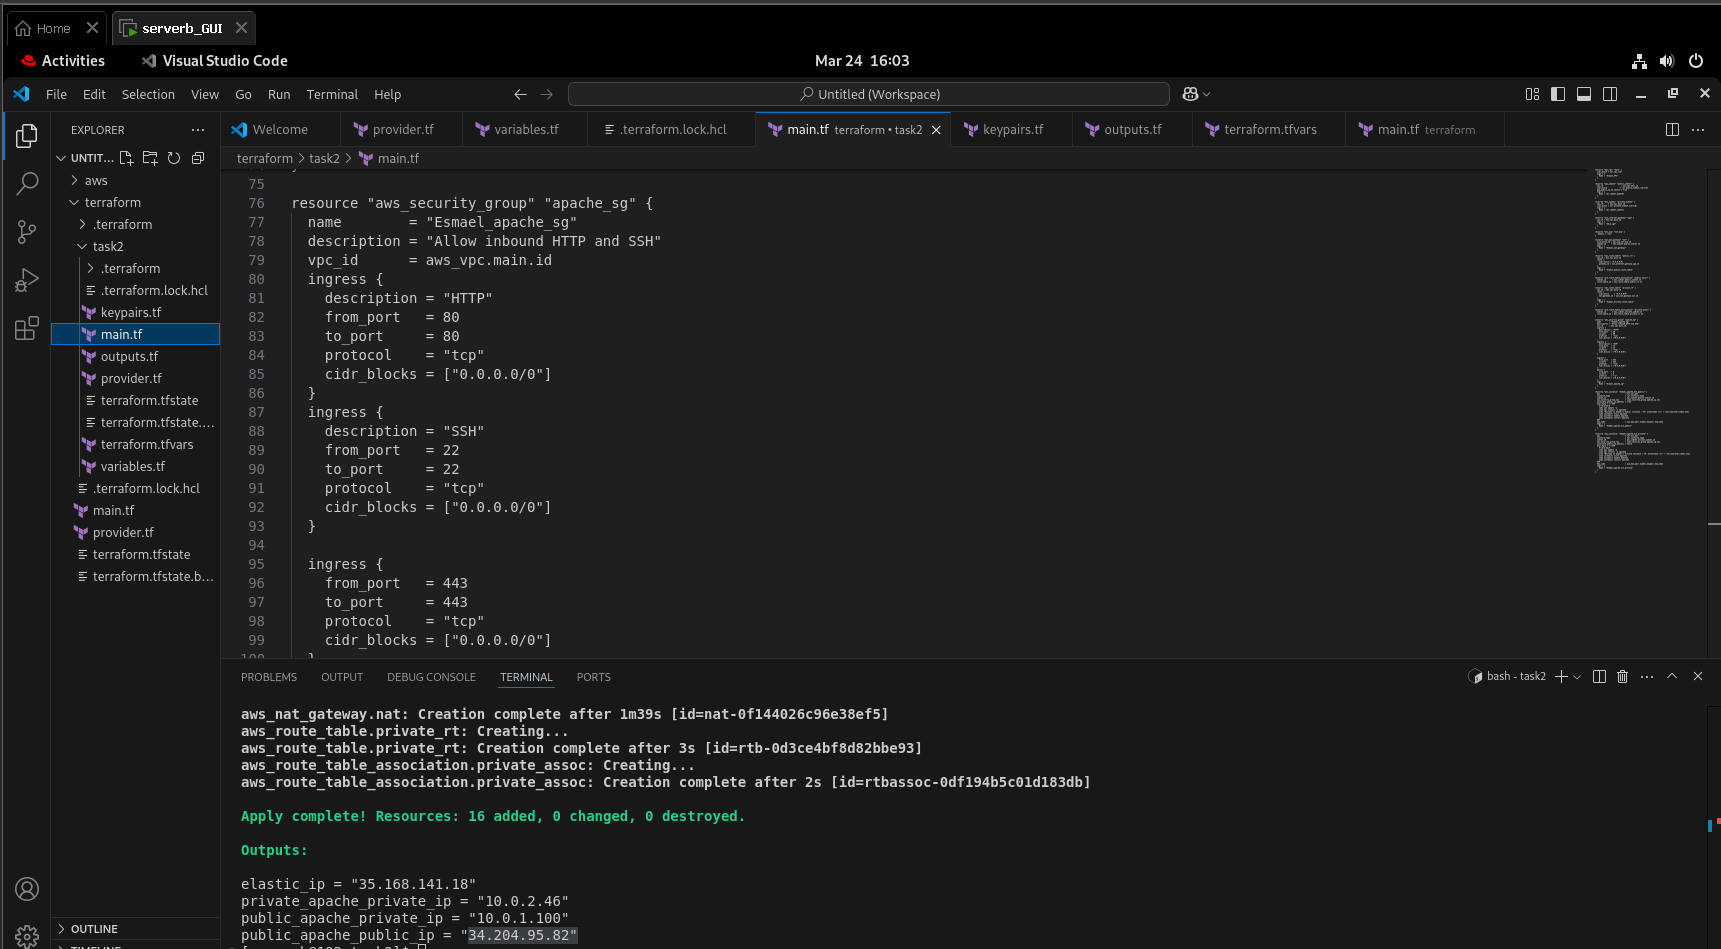 Home
serverb_GUI
Activities
Visual Studio Code
Mar 24 16:03
File Edit Selection View Go Run Terminal Help
Untitled (Workspace)
EXPLORER
Welcome
provider.tf
variables.tf
.terraform.lock.hcl
main.tf terraform • task2
keypairs.tf
outputs.tf
terraform.tfvars
main.tf terraform
UNTIT...
terraform > task2 > main.tf
aws
terraform
.terraform
task2
.terraform
.terraform.lock.hcl
keypairs.tf
main.tf
outputs.tf
provider.tf
terraform.tfstate
terraform.tfstate....
terraform.tfvars
variables.tf
.terraform.lock.hcl
main.tf
provider.tf
terraform.tfstate
terraform.tfstate.b...
OUTLINE
TIMELINE
75
76 resource "aws_security_group" "apache_sg" {
77 name = "Esmael_apache_sg"
78 description = "Allow inbound HTTP and SSH"
79 vpc_id = aws_vpc.main.id
80 ingress {
81 description = "HTTP"
82 from_port = 80
83 to_port = 80
84 protocol = "tcp"
85 cidr_blocks = ["0.0.0.0/0"]
86 }
87 ingress {
88 description = "SSH"
89 from_port = 22
90 to_port = 22
91 protocol = "tcp"
92 cidr_blocks = ["0.0.0.0/0"]
93 }
94
95 ingress {
96 from_port = 443
97 to_port = 443
98 protocol = "tcp"
99 cidr_blocks = ["0.0.0.0/0"]
100 }
PROBLEMS OUTPUT DEBUG CONSOLE TERMINAL PORTS
bash - task2
aws_nat_gateway.nat: Creation complete after 1m39s [id=nat-0f144026c96e38ef5]
aws_route_table.private_rt: Creating...
aws_route_table.private_rt: Creation complete after 3s [id=rtb-0d3ce4bf8d82bbe93]
aws_route_table_association.private_assoc: Creating...
aws_route_table_association.private_assoc: Creation complete after 2s [id=rtbassoc-0df194b5c01d183db]
Apply complete! Resources: 16 added, 0 changed, 0 destroyed.
Outputs:
elastic_ip = "35.168.141.18"
private_apache_private_ip = "10.0.2.46"
public_apache_private_ip = "10.0.1.100"
public_apache_public_ip = "34.204.95.82"